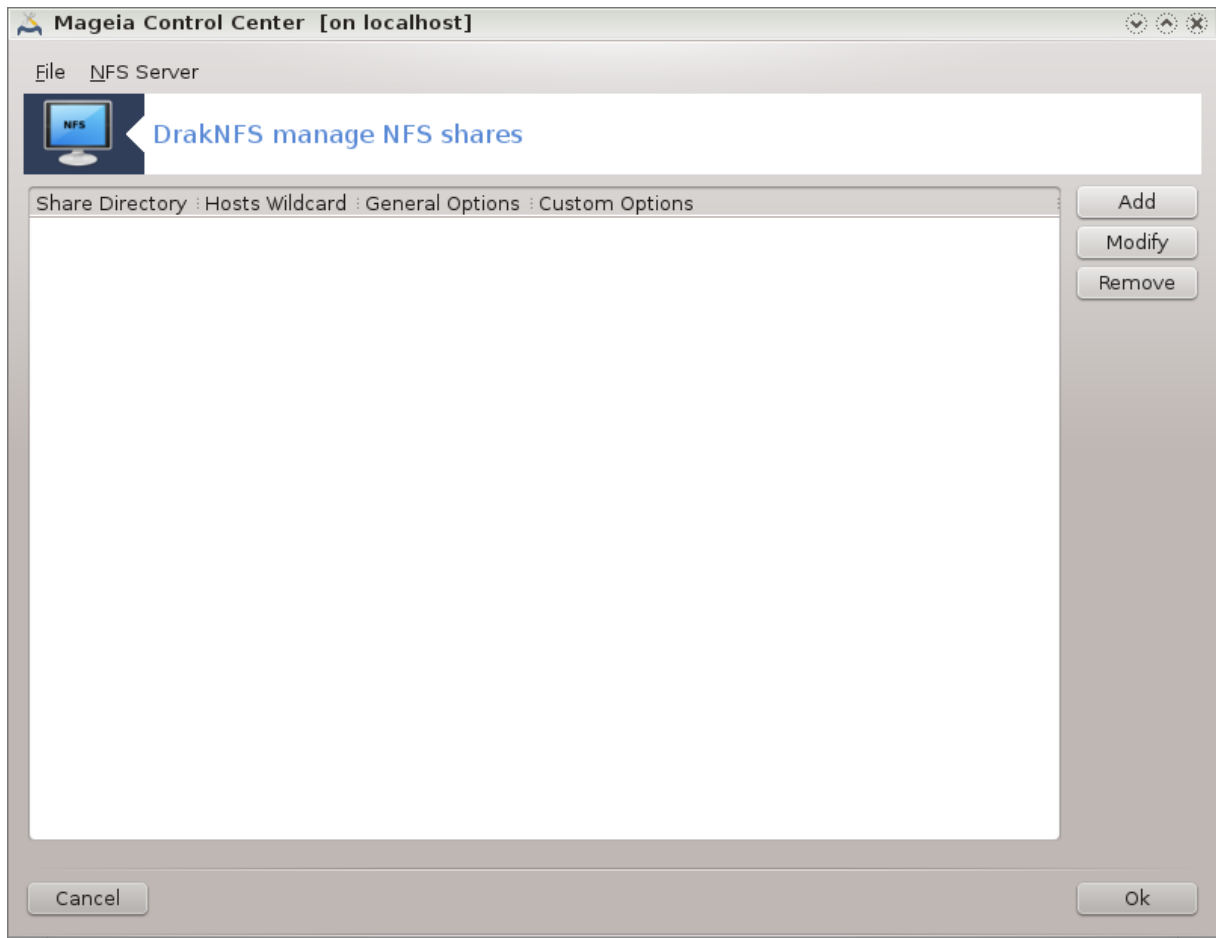 Mageia Control Center [on localhost]
File NFS Server
NFS
DrakNFS manage NFS shares
Share Directory Hosts Wildcard General Options Custom Options
Add
Modify
Remove
Cancel
Ok